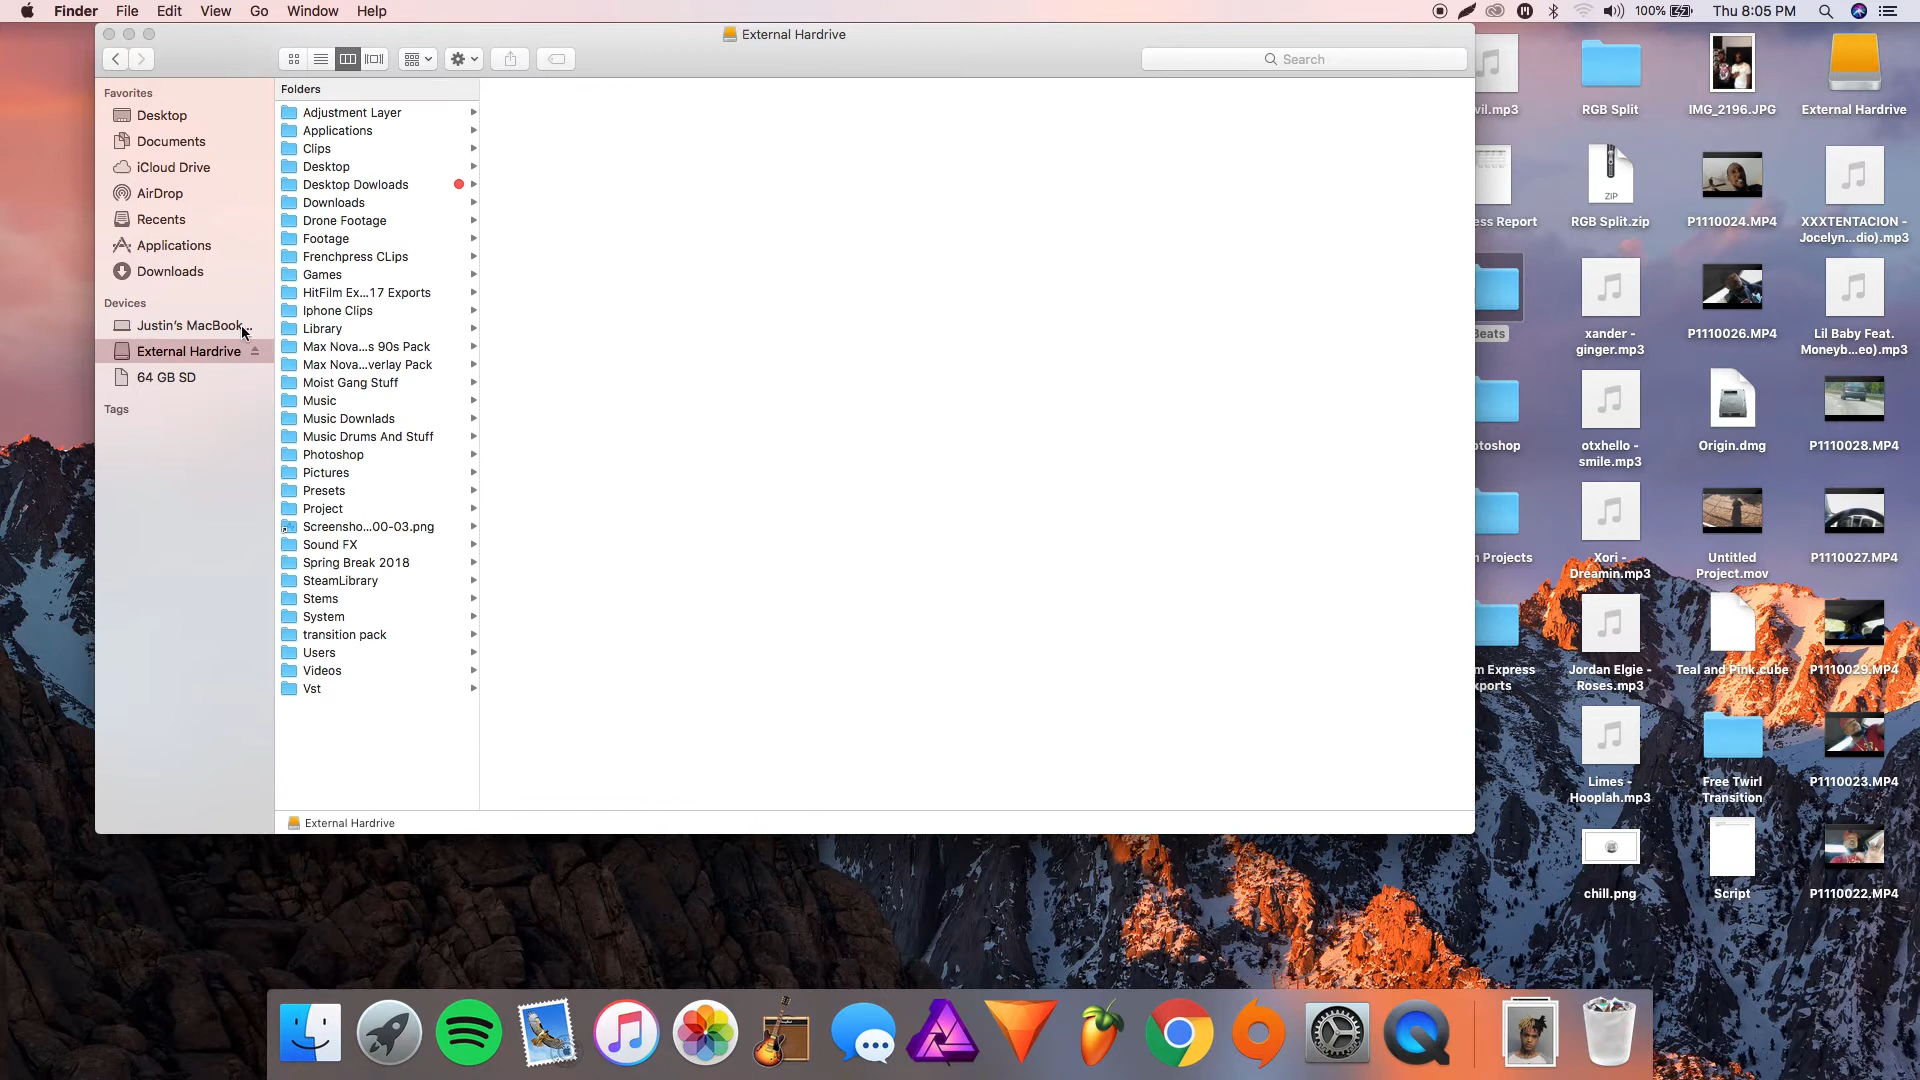 Finder File Edit View Go Window Help
100% Thu 8:05 PM
External Hardrive
Search
Favorites
Desktop
Documents
iCloud Drive
AirDrop
Recents
Applications
Downloads
Devices
Justin's MacBook...
External Hardrive
64 GB SD
Tags
Folders
Adjustment Layer
Applications
Clips
Desktop
Desktop Dowloads
Downloads
Drone Footage
Footage
Frenchpress CLips
Games
HitFilm Ex...17 Exports
Iphone Clips
Library
Max Nova...s 90s Pack
Max Nova...verlay Pack
Moist Gang Stuff
Music
Music Downlads
Music Drums And Stuff
Photoshop
Pictures
Presets
Project
Screensho...00-03.png
Sound FX
Spring Break 2018
SteamLibrary
Stems
System
transition pack
Users
Videos
Vst
External Hardrive
vil.mp3
RGB Split
IMG_2196.JPG
External Hardrive
ess Report
ZIP
RGB Split.zip
P1110024.MP4
XXXTENTACION -
Jocelyn...dio).mp3
Beats
xander -
ginger.mp3
P1110026.MP4
Lil Baby Feat.
Moneyb...eo).mp3
otoshop
otxhello -
smile.mp3
Origin.dmg
P1110028.MP4
n Projects
Xori -
Dreamin.mp3
Untitled
Project.mov
P1110027.MP4
m Express
xports
Jordan Elgie -
Roses.mp3
Teal and Pink.cube
P1110029.MP4
Limes -
Hooplah.mp3
Free Twirl
Transition
P1110023.MP4
chill.png
Script
P1110022.MP4